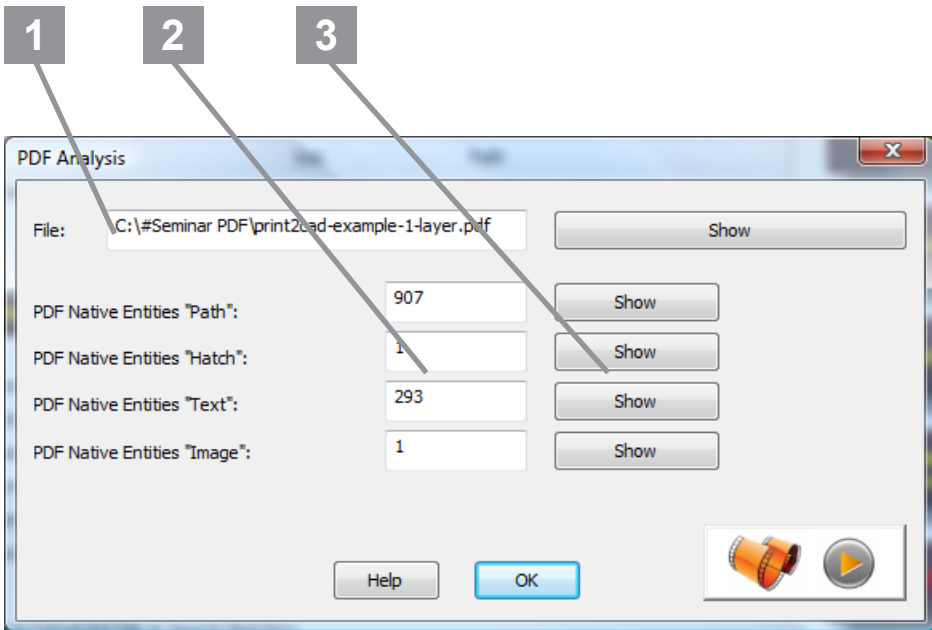 1 2 3
PDF Analysis
File: C:\#Seminar PDF\print2cad-example-1-layer.pdf Show
PDF Native Entities "Path": 907 Show
PDF Native Entities "Hatch": 1 Show
PDF Native Entities "Text": 293 Show
PDF Native Entities "Image": 1 Show
Help OK